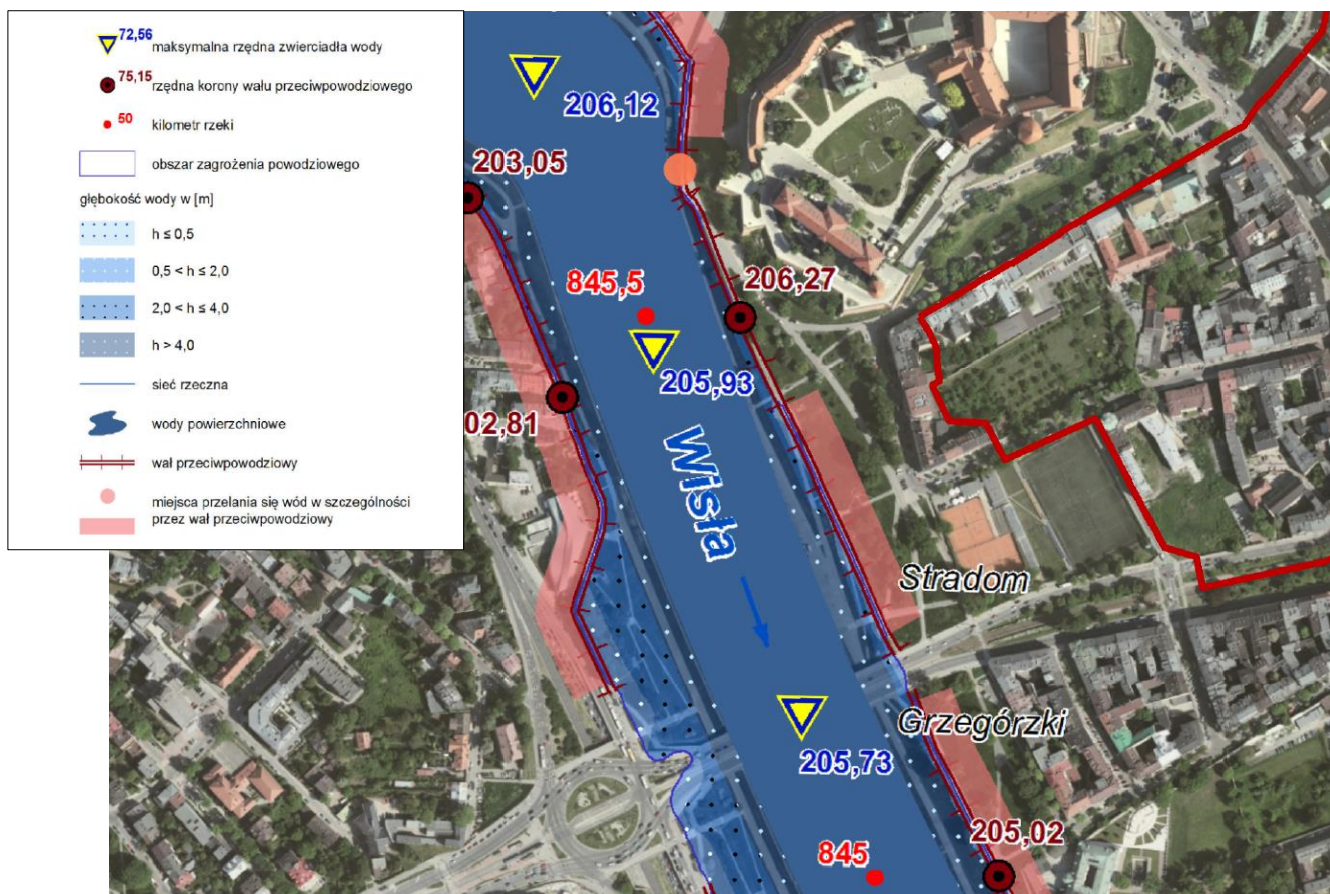 72,56
maksymalna rzędna zwierciadła wody
75,15
rzędna korony wału przeciwpowodziowego
50
kilometr rzeki
obszar zagrożenia powodziowego
głębokość wody w [m]
h ≤ 0,5
0,5 < h ≤ 2,0
2,0 < h ≤ 4,0
h > 4,0
sieć rzeczna
wody powierzchniowe
wał przeciwpowodziowy
miejsca przelania się wód w szczególności
przez wał przeciwpowodziowy
206,12
203,05
845,5
206,27
205,93
02,81
Wisła
Stradom
Grzegórzki
205,73
205,02
845